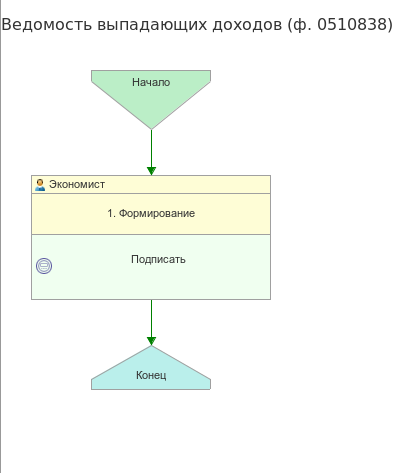 Ведомость выпадающих доходов (ф. 0510838)
Начало
Экономист
1. Формирование
Подписать
Конец